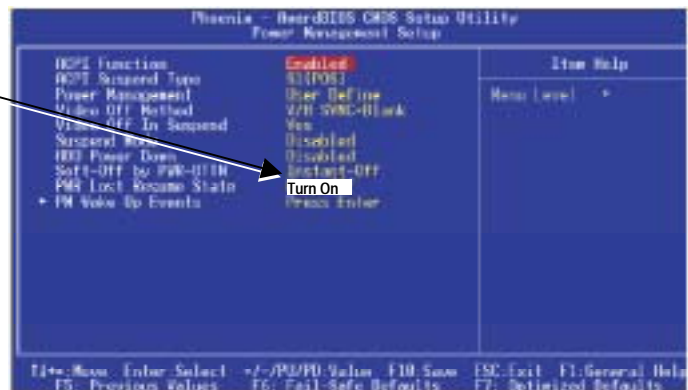 Phoenix - AwardBIOS CMOS Setup Utility
Power Management Setup
ACPI Function Enabled
ACPI Suspend Type S1(POS)
Power Management User Define
Video Off Method V/H SYNC+Blank
Video Off In Suspend Yes
Suspend Mode Disabled
HDD Power Down Disabled
Soft-Off by PWR-BTTN Instant-Off
PWR Lost Resume State Turn On
PM Wake Up Events Press Enter
Item Help
Menu Level
:Move Enter:Select +/-/PU/PD:Value F10:Save ESC:Exit F1:General Help
F5: Previous Values F6: Fail-Safe Defaults F7: Optimized Defaults